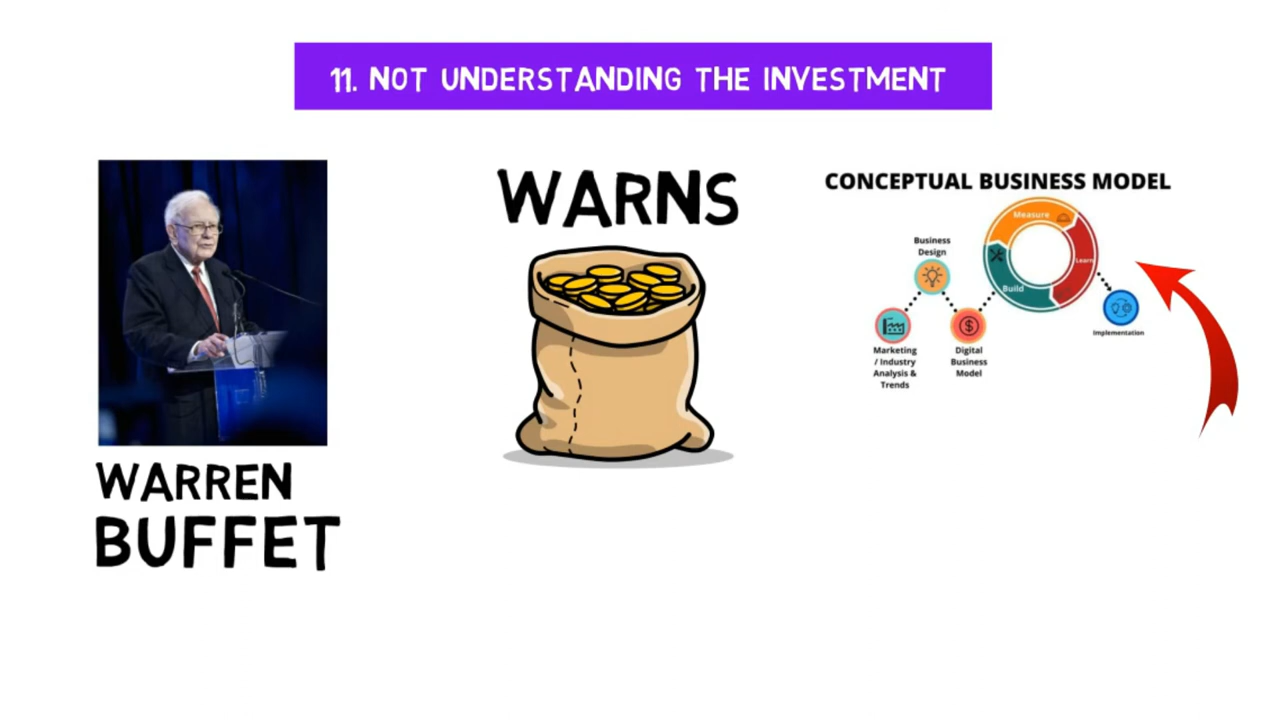 11. NOT UNDERSTANDING THE INVESTMENT
WARREN
BUFFET
WARNS
CONCEPTUAL BUSINESS MODEL
Measure
Learn
Build
Business
Design
Marketing
/ Industry
Analysis &
Trends
Digital
Business
Model
Implementation